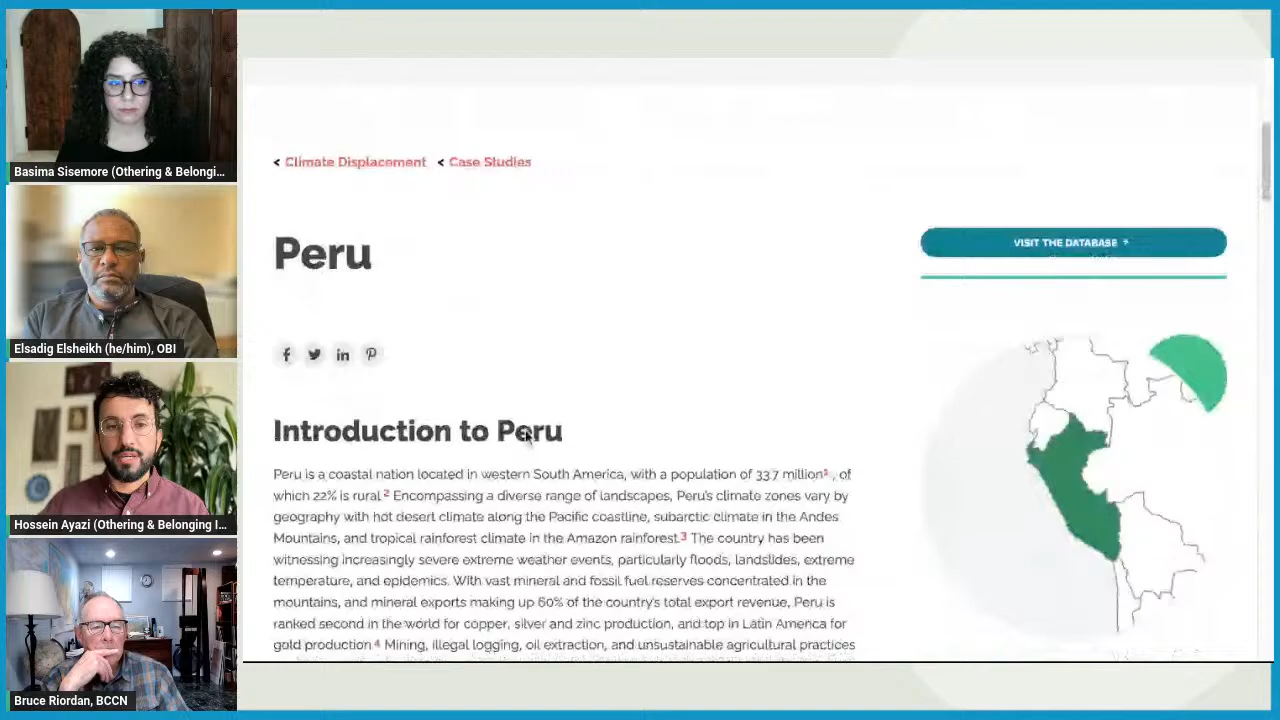 Basima Sisemore (Othering & Belongi...
Elsadig Elsheikh (he/him), OBI
Hossein Ayazi (Othering & Belonging I...
Bruce Riordan, BCCN
< Climate Displacement < Case Studies
Peru
VISIT THE DATABASE
Introduction to Peru
Peru is a coastal nation located in western South America, with a population of 33.7 million1 , of
which 22% is rural.2 Encompassing a diverse range of landscapes, Peru's climate zones vary by
geography with hot desert climate along the Pacific coastline, subarctic climate in the Andes
Mountains, and tropical rainforest climate in the Amazon rainforest.3 The country has been
witnessing increasingly severe extreme weather events, particularly floods, landslides, extreme
temperature, and epidemics. With vast mineral and fossil fuel reserves concentrated in the
mountains, and mineral exports making up 60% of the country's total export revenue, Peru is
ranked second in the world for copper, silver and zinc production, and top in Latin America for
gold production.4 Mining, illegal logging, oil extraction, and unsustainable agricultural practices